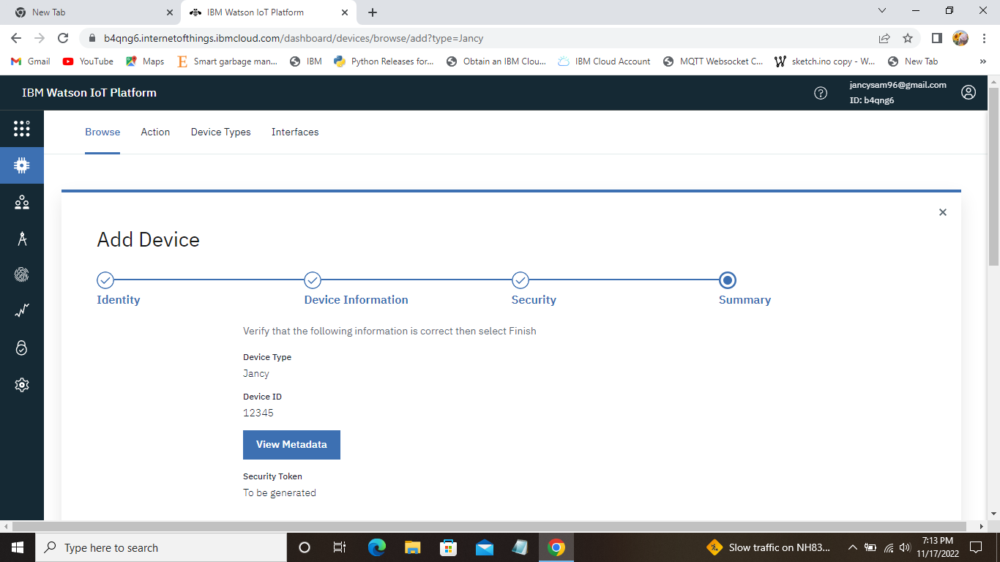 New Tab
IBM Watson IoT Platform
b4qng6.internetofthings.ibmcloud.com/dashboard/devices/browse/add?type=Jancy
Gmail
YouTube
Maps
Smart garbage man...
IBM
Python Releases for...
Obtain an IBM Clou...
IBM Cloud Account
MQTT Websocket C...
sketch.ino copy - W...
New Tab
IBM Watson IoT Platform
jancysam96@gmail.com
ID: b4qng6
Browse
Action
Device Types
Interfaces
Add Device
Identity
Device Information
Security
Summary
Verify that the following information is correct then select Finish
Device Type
Jancy
Device ID
12345
View Metadata
Security Token
To be generated
Type here to search
Slow traffic on NH83...
7:13 PM
11/17/2022